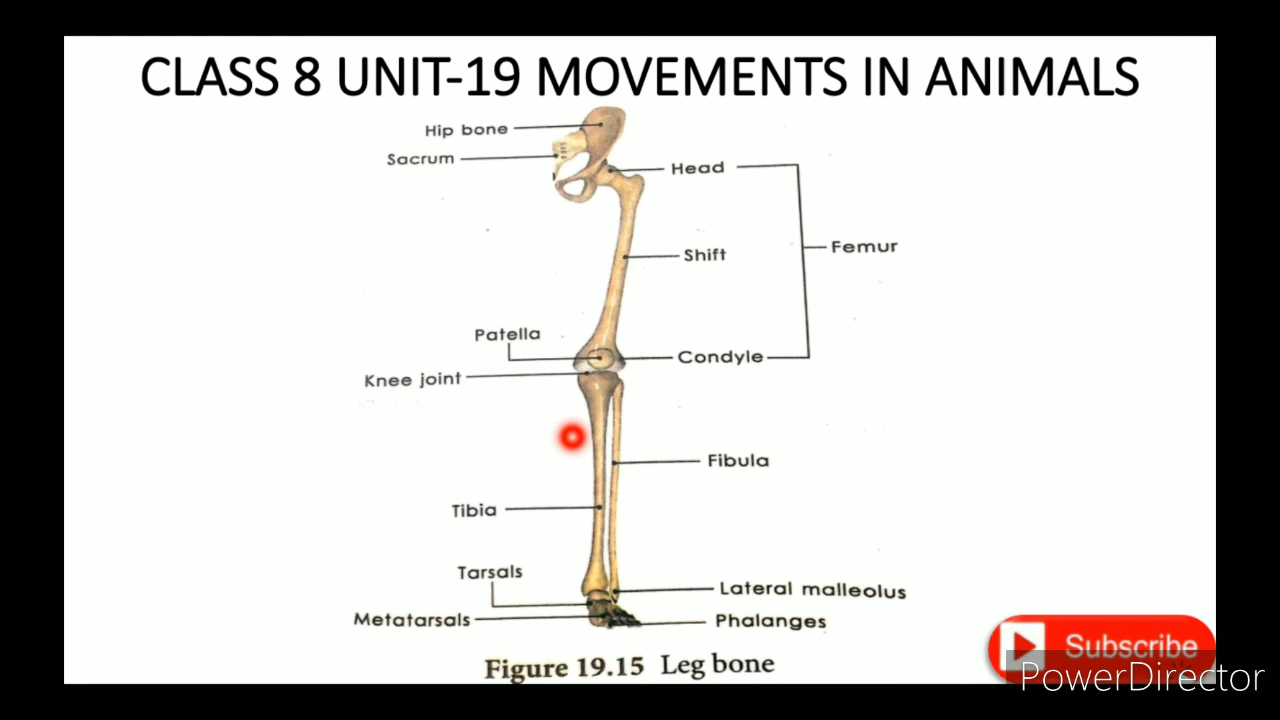 CLASS 8 UNIT-19 MOVEMENTS IN ANIMALS
Hip bone
Sacrum
Head
Shift
Femur
Patella
Condyle
Knee joint
Fibula
Tibia
Tarsals
Lateral malleolus
Metatarsals
Phalanges
Figure 19.15 Leg bone
Subscribe
PowerDirector